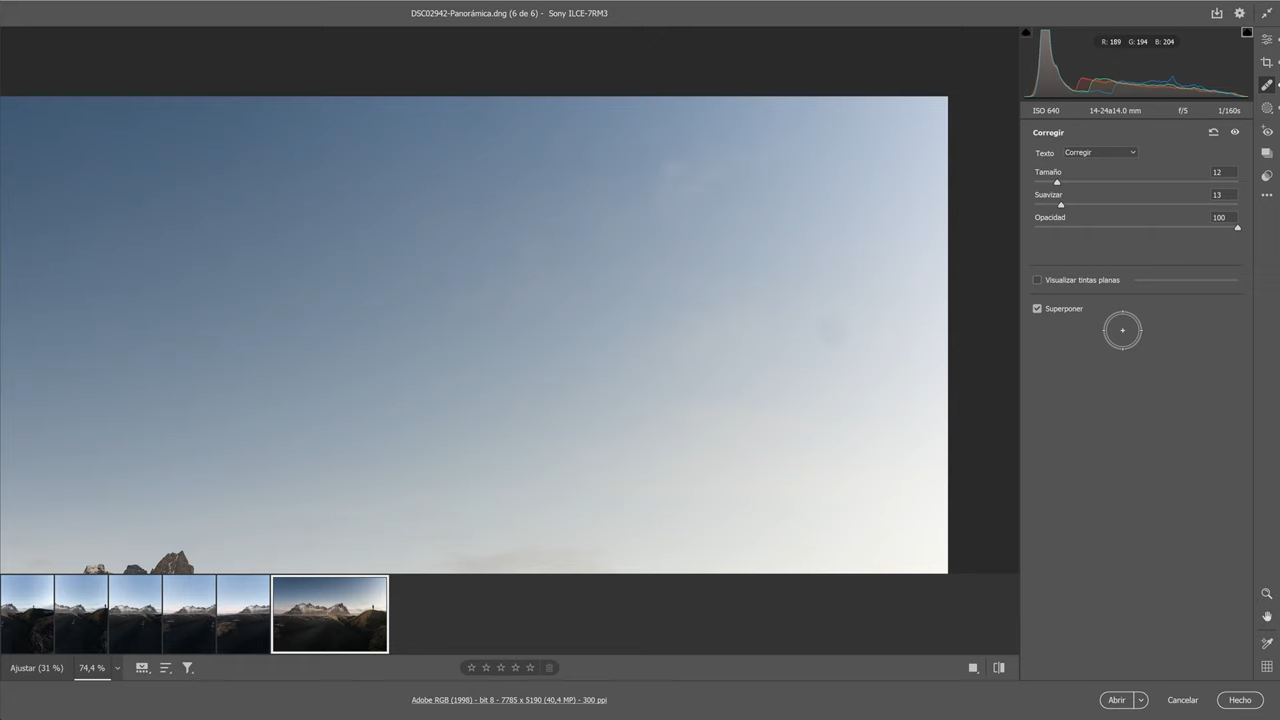 DSC02942-Panorámica.dng (6 de 6) - Sony ILCE-7RM3
R: 189 G: 194 B: 204
ISO 640 14-24a14.0 mm f/5 1/160s
Corregir
Texto Corregir
Tamaño 12
Suavizar 13
Opacidad 100
Visualizar tintas planas
Superponer
Ajustar (31 %) 74,4 %
Adobe RGB (1998) - bit 8 - 7785 x 5190 (40,4 MP) - 300 ppi
Abrir Cancelar Hecho